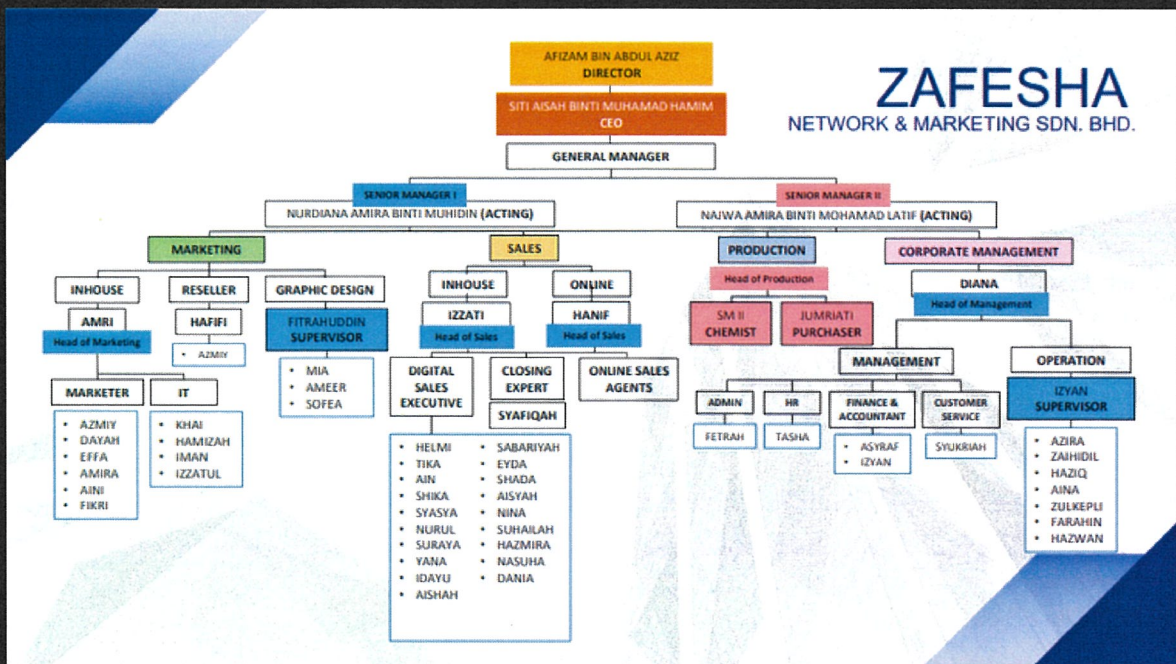 AFIZAM BIN ABDUL AZIZ
DIRECTOR
ZAFESHA
NETWORK & MARKETING SDN. BHD.
SITI AISAH BINTI MUHAMAD HAMIM
CEO
GENERAL MANAGER
SENIOR MANAGER I
NURDIANA AMIRA BINTI MUHIDIN (ACTING)
SENIOR MANAGER II
NAJWA AMIRA BINTI MOHAMAD LATIF (ACTING)
MARKETING
SALES
PRODUCTION
CORPORATE MANAGEMENT
INHOUSE
RESELLER
GRAPHIC DESIGN
AMRI
Head of Marketing
HAFIFI
• AZMIY
FITRAHUDDIN
SUPERVISOR
• MIA
• AMEER
• SOFEA
MARKETER
• AZMIY
• DAYAH
• EFFA
• AMIRA
• AINI
• FIKRI
IT
• KHAI
• HAMIZAH
• IMAN
• IZZATUL
INHOUSE
IZZATI
Head of Sales
ONLINE
HANIF
Head of Sales
DIGITAL
SALES
EXECUTIVE
CLOSING
EXPERT
SYAFIQAH
ONLINE SALES
AGENTS
• HELMI
• TIKA
• AIN
• SHIKA
• SYASYA
• NURUL
• SURAYA
• YANA
• IDAYU
• AISHAH
• SABARIYAH
• EYDA
• SHADA
• AISYAH
• NINA
• SUHAILAH
• HAZMIRA
• NASUHA
• DANIA
Head of Production
SM II
CHEMIST
JUMRIATI
PURCHASER
DIANA
Head of Management
MANAGEMENT
ADMIN
FETRAH
HR
TASHA
FINANCE &
ACCOUNTANT
• ASYRAF
• IZYAN
CUSTOMER
SERVICE
SYUKRIAH
OPERATION
IZYAN
SUPERVISOR
• AZIRA
• ZAIHIDIL
• HAZIQ
• AINA
• ZULKEPLI
• FARAHIN
• HAZWAN